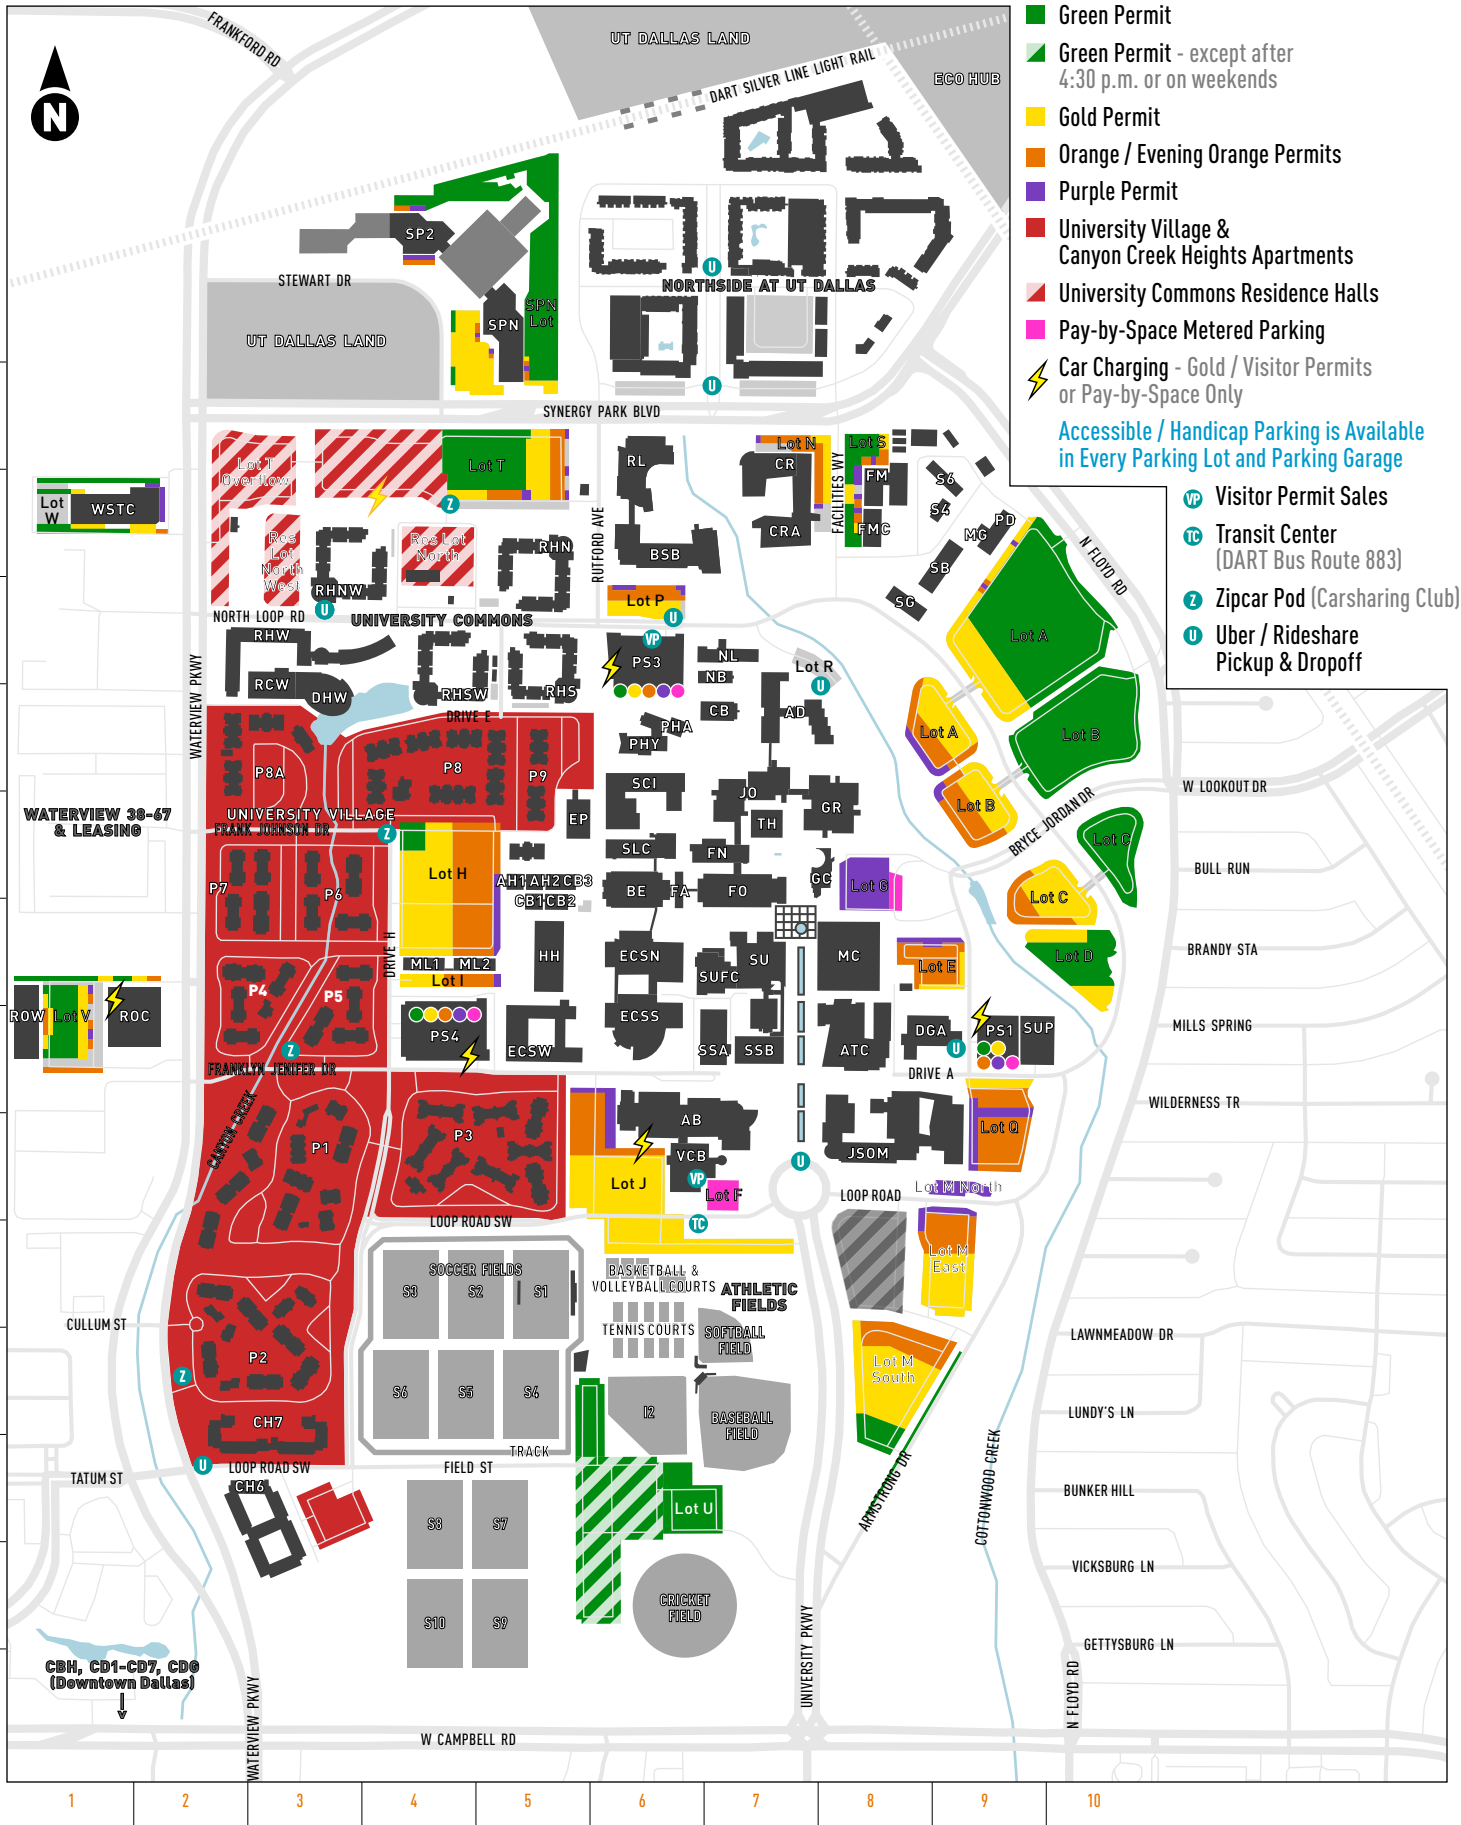 FRANKFORD RD
N
UT DALLAS LAND
DART SILVER LINE LIGHT RAIL
ECO HUB
Green Permit
Green Permit - except after
4:30 p.m. or on weekends
Gold Permit
Orange / Evening Orange Permits
Purple Permit
University Village &
Canyon Creek Heights Apartments
University Commons Residence Halls
Pay-by-Space Metered Parking
Car Charging - Gold / Visitor Permits
or Pay-by-Space Only
Accessible / Handicap Parking is Available
in Every Parking Lot and Parking Garage
VP Visitor Permit Sales
TC Transit Center
(DART Bus Route 883)
Z Zipcar Pod (Carsharing Club)
U Uber / Rideshare
Pickup & Dropoff
SP2
STEWART DR
UT DALLAS LAND
SPN
SPN
Lot
U
NORTHSIDE AT UT DALLAS
U
SYNERGY PARK BLVD
Lot T
Overflow
Lot T
Z
RL
Lot N
CR
CRA
FACILITIES WY
Lot S
FM
FMC
S6
S4
PD
MG
SB
SG
N FLOYD RD
Lot
W
WSTC
Res
Lot
North
West
RHNW
U
Res Lot
North
RHN
RUTFORD AVE
BSB
Lot P
U
NORTH LOOP RD
UNIVERSITY COMMONS
RHW
RCW
DHW
RHSW
RHS
VP
PS3
NL
NB
CB
Lot R
U
AD
Lot A
Lot A
Lot B
Lot B
WATERVIEW PKWY
DRIVE E
PHA
PHY
P8A
P8
P9
SCI
JO
GR
TH
EP
W LOOKOUT DR
BRYCE JORDAN DR
WATERVIEW 38-67
& LEASING
UNIVERSITY VILLAGE
FRANK JOHNSON DR
Z
Lot H
SLC
FN
GC
Lot G
Lot C
Lot C
BULL RUN
P7
P6
AH1
AH2
CB3
CB1
CB2
BE
FA
FO
DRIVE H
HH
ECSN
SU
SUFC
MC
Lot E
Lot D
BRANDY STA
ML1
ML2
Lot I
P4
P5
ROW
Lot V
ROC
PS4
ECSW
ECSS
SSA
SSB
ATC
DGA
U
PS1
SUP
MILLS SPRING
Z
FRANKLYN JENIFER DR
DRIVE A
CANYON CREEK
P1
P3
AB
VCB
VP
Lot J
Lot F
TC
U
JSOM
Lot Q
WILDERNESS TR
Lot M North
LOOP ROAD
LOOP ROAD SW
Lot M
East
SOCCER FIELDS
S3
S2
S1
BASKETBALL &
VOLLEYBALL COURTS
ATHLETIC
FIELDS
TENNIS COURTS
SOFTBALL
FIELD
CULLUM ST
P2
Z
S6
S5
S4
I2
BASEBALL
FIELD
Lot M
South
LAWNMEADOW DR
LUNDY'S LN
CH7
TRACK
U
LOOP ROAD SW
FIELD ST
TATUM ST
CH6
S8
S7
Lot U
ARMSTRONG DR
COTTONWOOD CREEK
BUNKER HILL
VICKSBURG LN
S10
S9
CRICKET
FIELD
GETTYSBURG LN
CBH, CD1-CD7, CDG
(Downtown Dallas)
WATERVIEW PKWY
UNIVERSITY PKWY
N FLOYD RD
W CAMPBELL RD
1 2 3 4 5 6 7 8 9 10